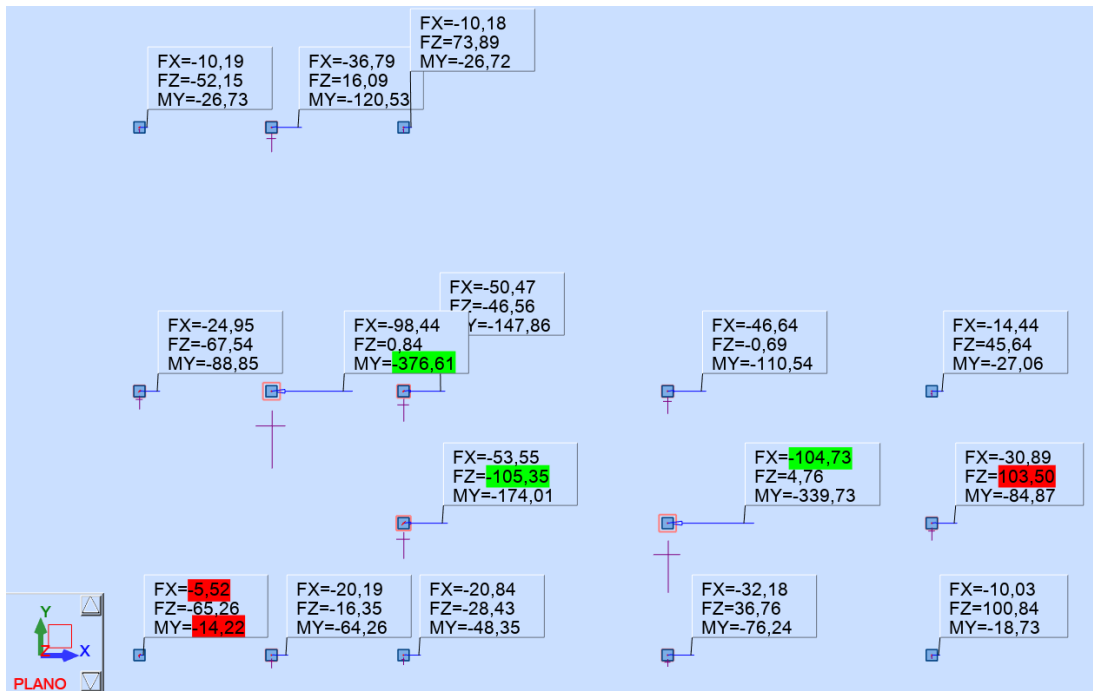 FX=-10,18
FZ=73,89
MY=-26,72
FX=-10,19
FZ=-52,15
MY=-26,73
FX=-36,79
FZ=16,09
MY=-120,53
FX=-50,47
FZ=-46,56
MY=-147,86
FX=-24,95
FZ=-67,54
MY=-88,85
FX=-98,44
FZ=0,84
MY=-376,61
FX=-46,64
FZ=-0,69
MY=-110,54
FX=-14,44
FZ=45,64
MY=-27,06
FX=-53,55
FZ=-105,35
MY=-174,01
FX=-104,73
FZ=4,76
MY=-339,73
FX=-30,89
FZ=103,50
MY=-84,87
FX=-5,52
FZ=-65,26
MY=-14,22
FX=-20,19
FZ=-16,35
MY=-64,26
FX=-20,84
FZ=-28,43
MY=-48,35
FX=-32,18
FZ=36,76
MY=-76,24
FX=-10,03
FZ=100,84
MY=-18,73
Y
Z X
PLANO